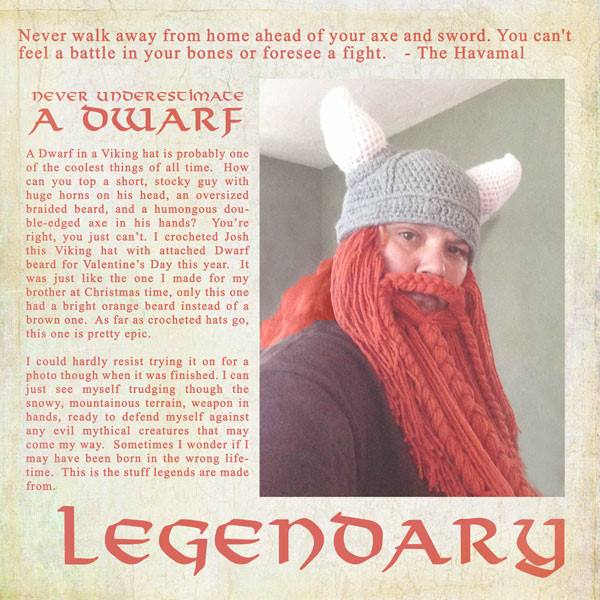 Never walk away from home ahead of your axe and sword. You can't
feel a battle in your bones or foresee a fight.   - The Havamal
never underestimate
a dwarf
A Dwarf in a Viking hat is probably one
of the coolest things of all time.  How
can you top a short, stocky guy with
huge horns on his head, an oversized
braided beard, and a humongous dou-
ble-edged axe in his hands?  You're
right, you just can't. I crocheted Josh
this Viking hat with attached Dwarf
beard for Valentine's Day this year.  It
was just like the one I made for my
brother at Christmas time, only this one
had a bright orange beard instead of a
brown one.  As far as crocheted hats go,
this one is pretty epic.
I could hardly resist trying it on for a
photo though when it was finished. I can
just see myself trudging though the
snowy, mountainous terrain, weapon in
hands, ready to defend myself against
any evil mythical creatures that may
come my way.  Sometimes I wonder if I
may have been born in the wrong life-
time.  This is the stuff legends are made
from.
Legendary